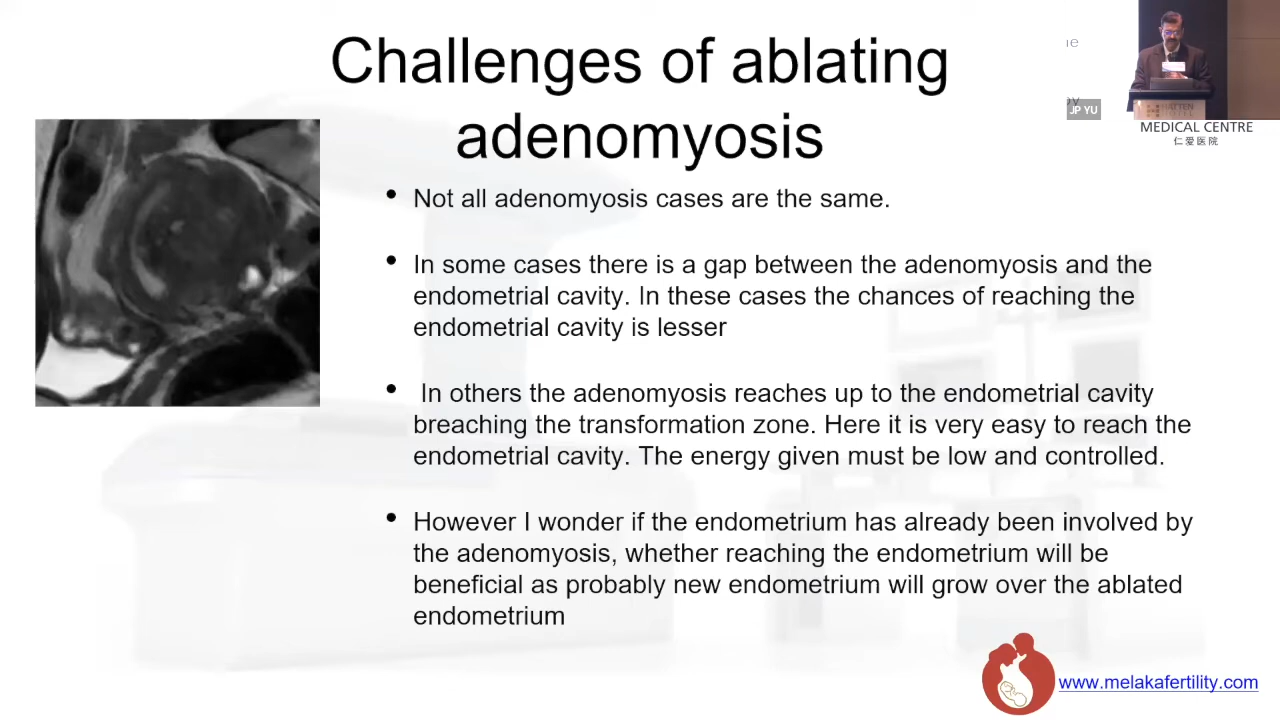 Challenges of ablating
adenomyosis
JP YU
MEDICAL CENTRE
仁爱医院
• Not all adenomyosis cases are the same.
• In some cases there is a gap between the adenomyosis and the
endometrial cavity. In these cases the chances of reaching the
endometrial cavity is lesser
• In others the adenomyosis reaches up to the endometrial cavity
breaching the transformation zone. Here it is very easy to reach the
endometrial cavity. The energy given must be low and controlled.
• However I wonder if the endometrium has already been involved by
the adenomyosis, whether reaching the endometrium will be
beneficial as probably new endometrium will grow over the ablated
endometrium
www.melakafertility.com